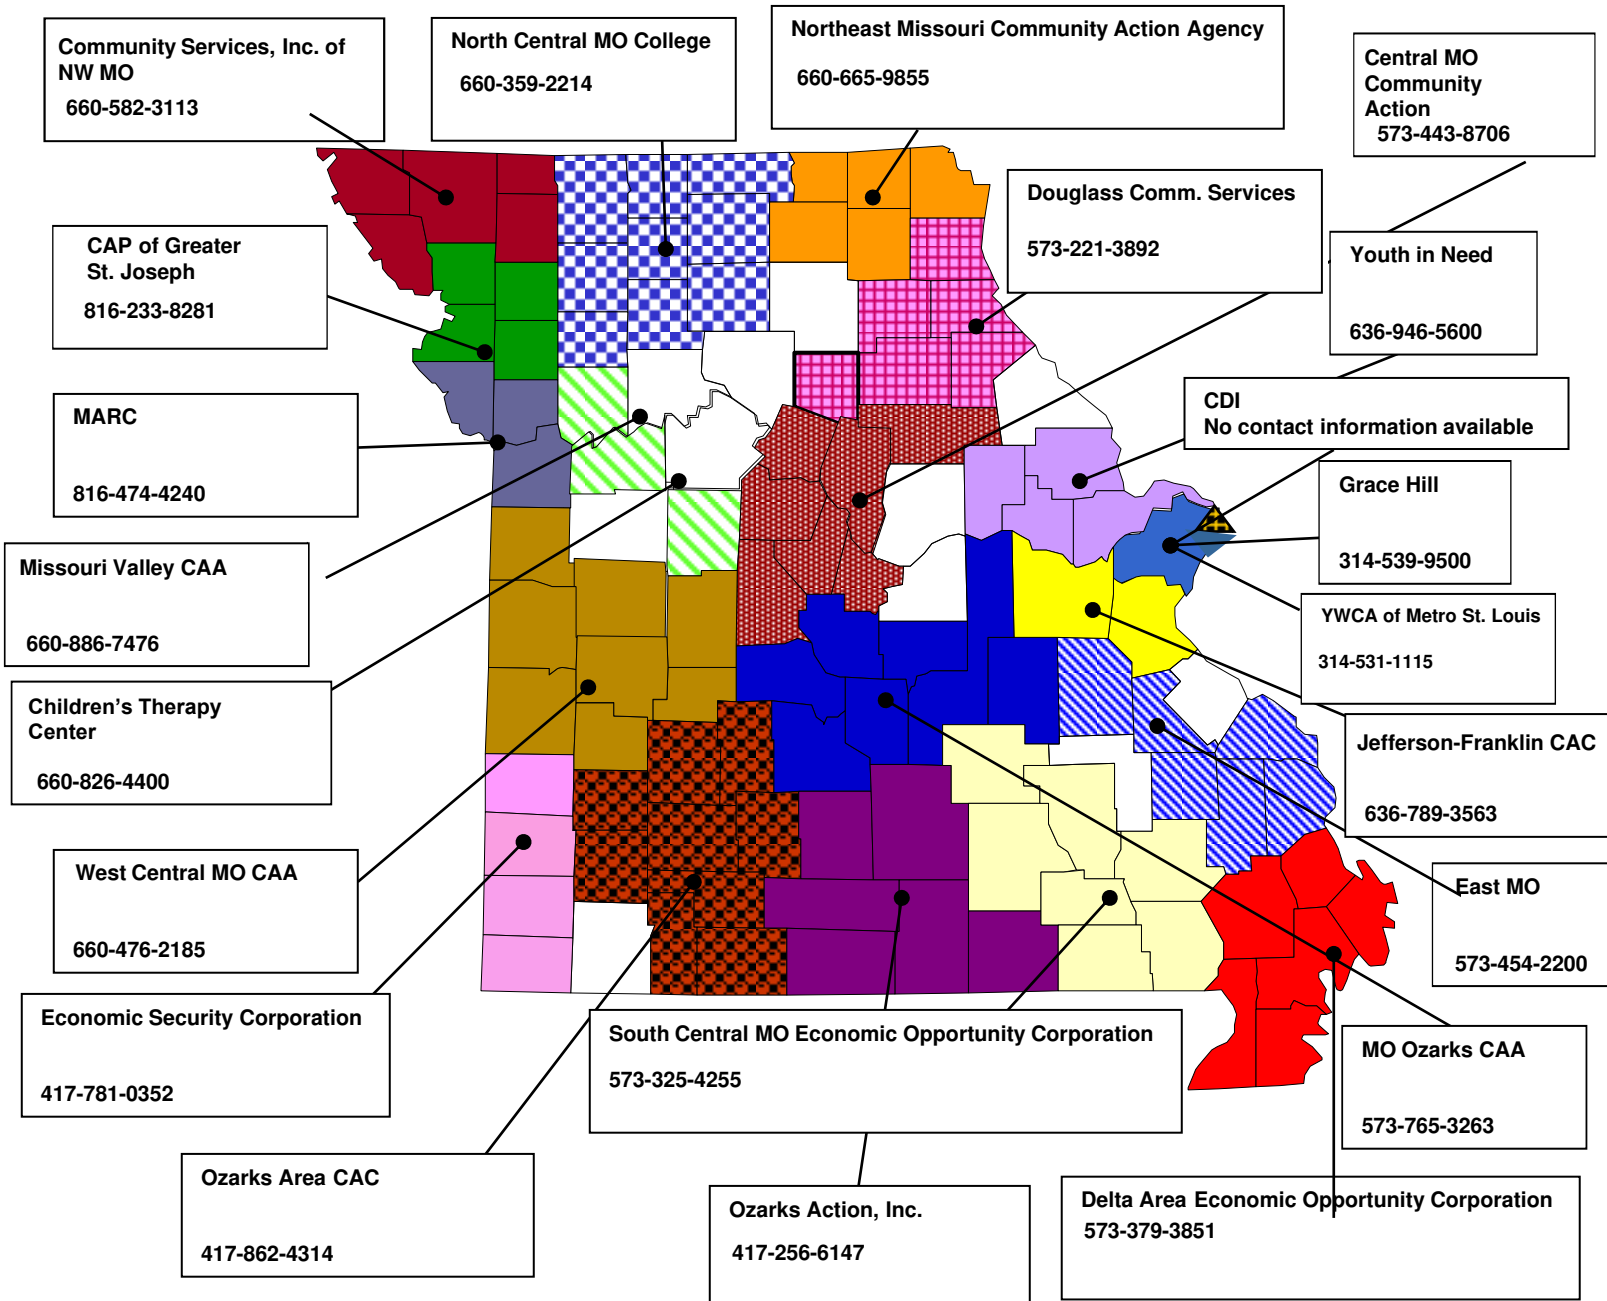 Community Services, Inc. of
NW MO
660-582-3113
North Central MO College
660-359-2214
Northeast Missouri Community Action Agency
660-665-9855
Central MO
Community
Action
573-443-8706
Douglass Comm. Services
573-221-3892
CAP of Greater
St. Joseph
816-233-8281
Youth in Need
636-946-5600
MARC
816-474-4240
CDI
No contact information available
Grace Hill
314-539-9500
Missouri Valley CAA
660-886-7476
YWCA of Metro St. Louis
314-531-1115
Children's Therapy
Center
660-826-4400
Jefferson-Franklin CAC
636-789-3563
West Central MO CAA
660-476-2185
East MO
573-454-2200
Economic Security Corporation
417-781-0352
South Central MO Economic Opportunity Corporation
573-325-4255
MO Ozarks CAA
573-765-3263
Ozarks Area CAC
417-862-4314
Ozarks Action, Inc.
417-256-6147
Delta Area Economic Opportunity Corporation
573-379-3851